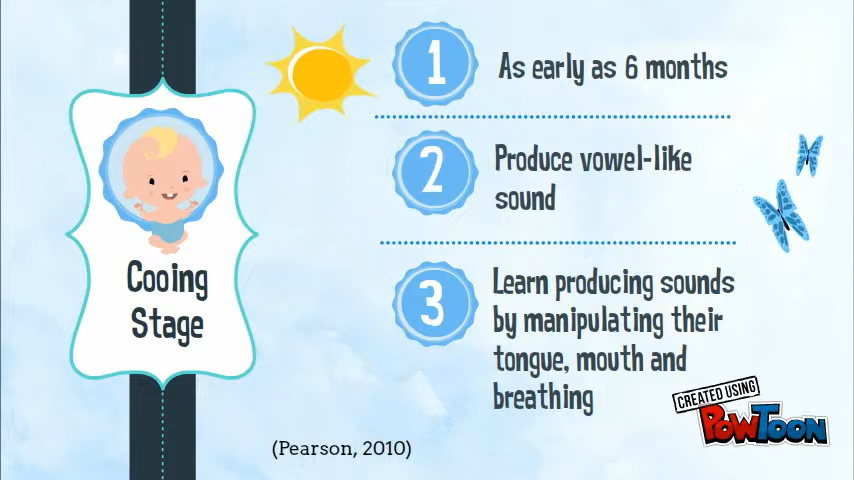 1
As early as 6 months
2
Produce vowel-like
sound
Cooing
Stage
3
Learn producing sounds
by manipulating their
tongue, mouth and
breathing
(Pearson, 2010)
CREATED USING
POWTOON